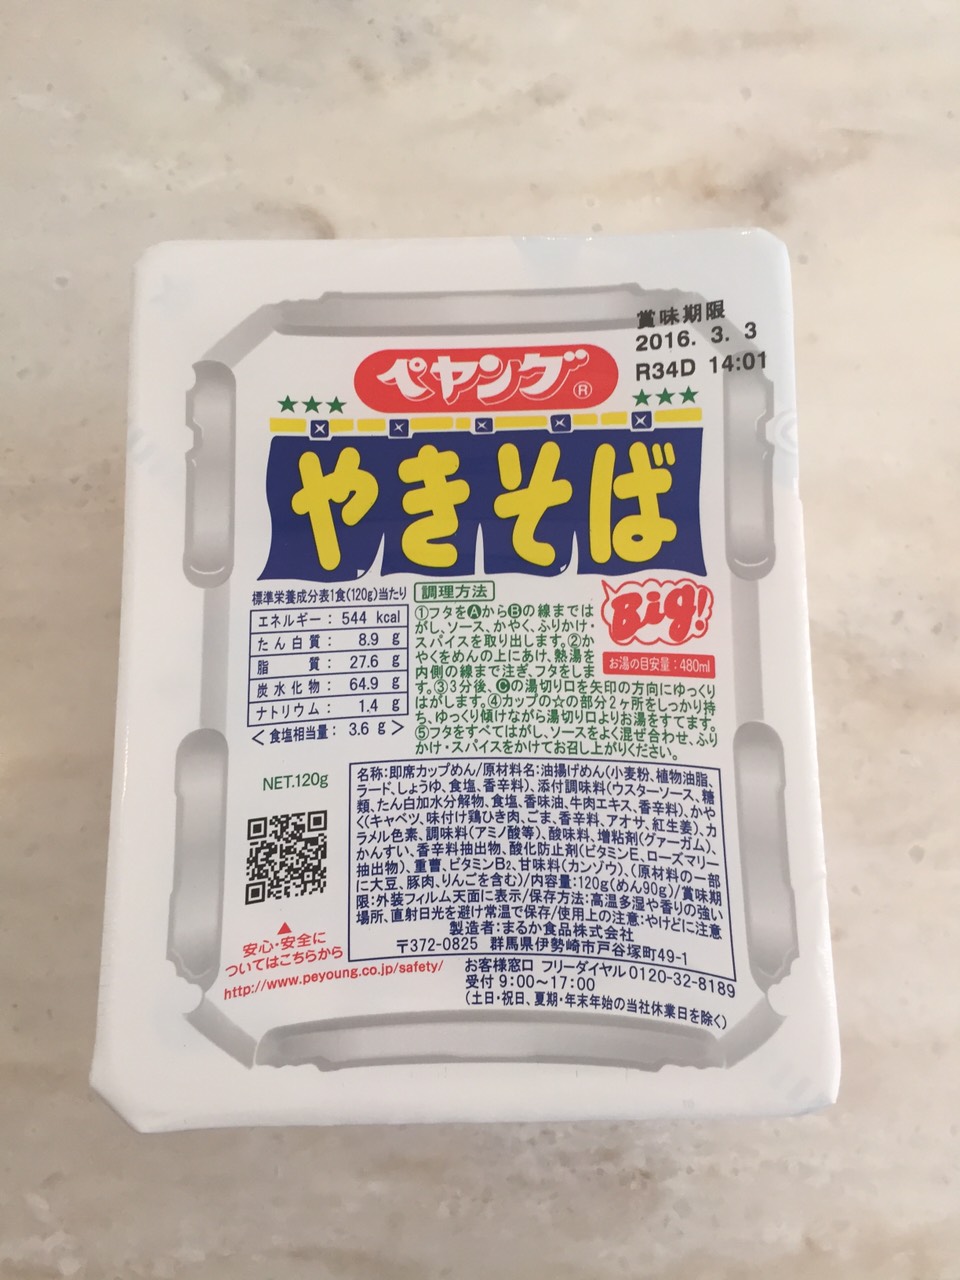 賞味期限
2016. 3. 3
R34D 14:01
ペヤング®
やきそば
標準栄養成分表1食(120g)当たり
エネルギー: 544 kcal
たん白質: 8.9 g
脂質: 27.6 g
炭水化物: 64.9 g
ナトリウム: 1.4 g
<食塩相当量: 3.6 g>
調理方法
①フタをAからBの線まではが
し、ソース、かやく、ふりかけ・
スパイスを取り出します。②か
やくをめんの上にあけ、熱湯を
内側の線まで注ぎ、フタをしま
す。③3分後、Cの湯切り口を矢印の方向にゆっくり
はがします。④カップの☆の部分2ヶ所をしっかり持
ち、ゆっくり傾けながら湯切り口よりお湯をすてます。
⑤フタをすべてはがし、ソースをよく混ぜ合わせ、ふり
かけ・スパイスをかけてお召し上がりください。
Big!
お湯の目安量:480ml
NET.120g
名称:即席カップめん/原材料名:油揚げめん(小麦粉、植物油脂、
ラード、しょうゆ、食塩、香辛料)、添付調味料(ウスターソース、糖
類、たん白加水分解物、食塩、香味油、牛肉エキス、香辛料)、かや
く(キャベツ、味付け鶏ひき肉、ごま、香辛料、アオサ、紅生姜)、カ
ラメル色素、調味料(アミノ酸等)、酸味料、増粘剤(グァーガム)、
かんすい、香辛料抽出物、酸化防止剤(ビタミンE、ローズマリー
抽出物)、重曹、ビタミンB₂、甘味料(カンゾウ)、(原材料の一部
に大豆、豚肉、りんごを含む)/内容量:120g(めん90g)/賞味期
限:外装フィルム天面に表示/保存方法:高温多湿や香りの強い
場所、直射日光を避け常温で保存/使用上の注意:やけどに注意
製造者:まるか食品株式会社
〒372-0825 群馬県伊勢崎市戸谷塚町49-1
安心・安全に
ついてはこちらから
http://www.peyoung.co.jp/safety/
お客様窓口 フリーダイヤル0120-32-8189
受付 9:00~17:00
(土日・祝日、夏期・年末年始の当社休業日を除く)